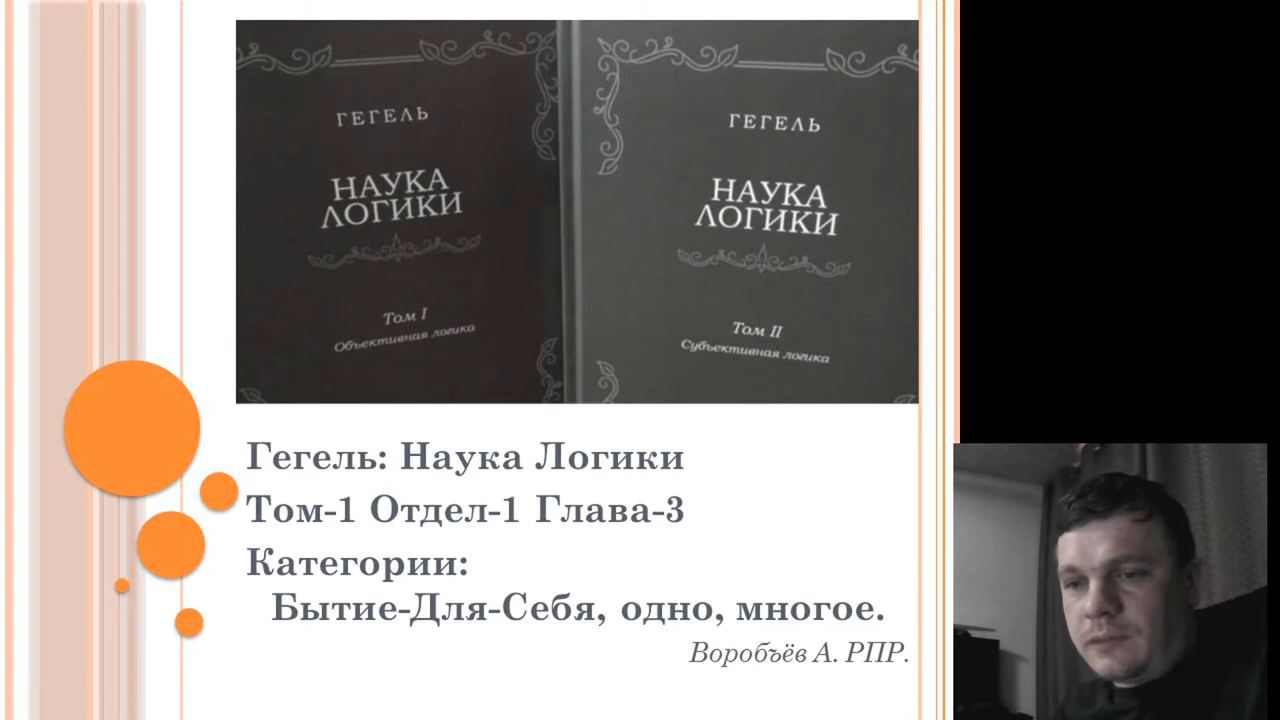 ГЕГЕЛЬ
НАУКА
ЛОГИКИ
Том I
Объективная логика
ГЕГЕЛЬ
НАУКА
ЛОГИКИ
Том II
Субъективная логика
Гегель: Наука Логики
Том-1 Отдел-1 Глава-3
Категории:
Бытие-Для-Себя, одно, многое.
Воробъёв А. РПР.